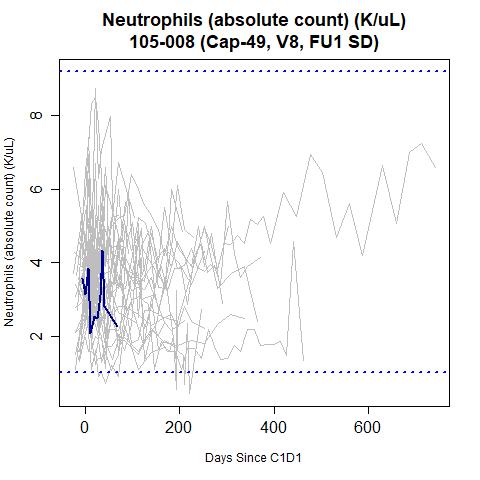 Neutrophils (absolute count) (K/uL)
105-008 (Cap-49, V8, FU1 SD)
Neutrophils (absolute count) (K/uL)
8
6
4
2
0 200 400 600
Days Since C1D1